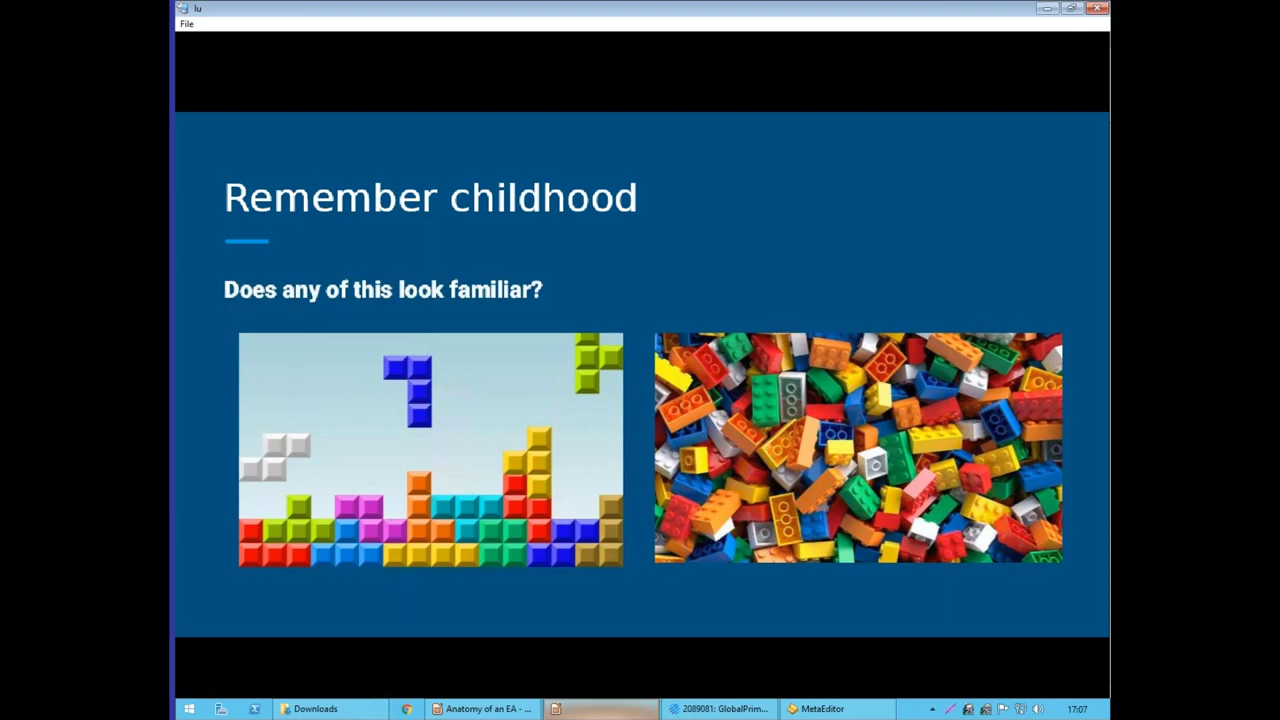 lu
File
Remember childhood
Does any of this look familiar?
Downloads
Anatomy of an EA - ...
2089081: GlobalPrim...
MetaEditor
17:07